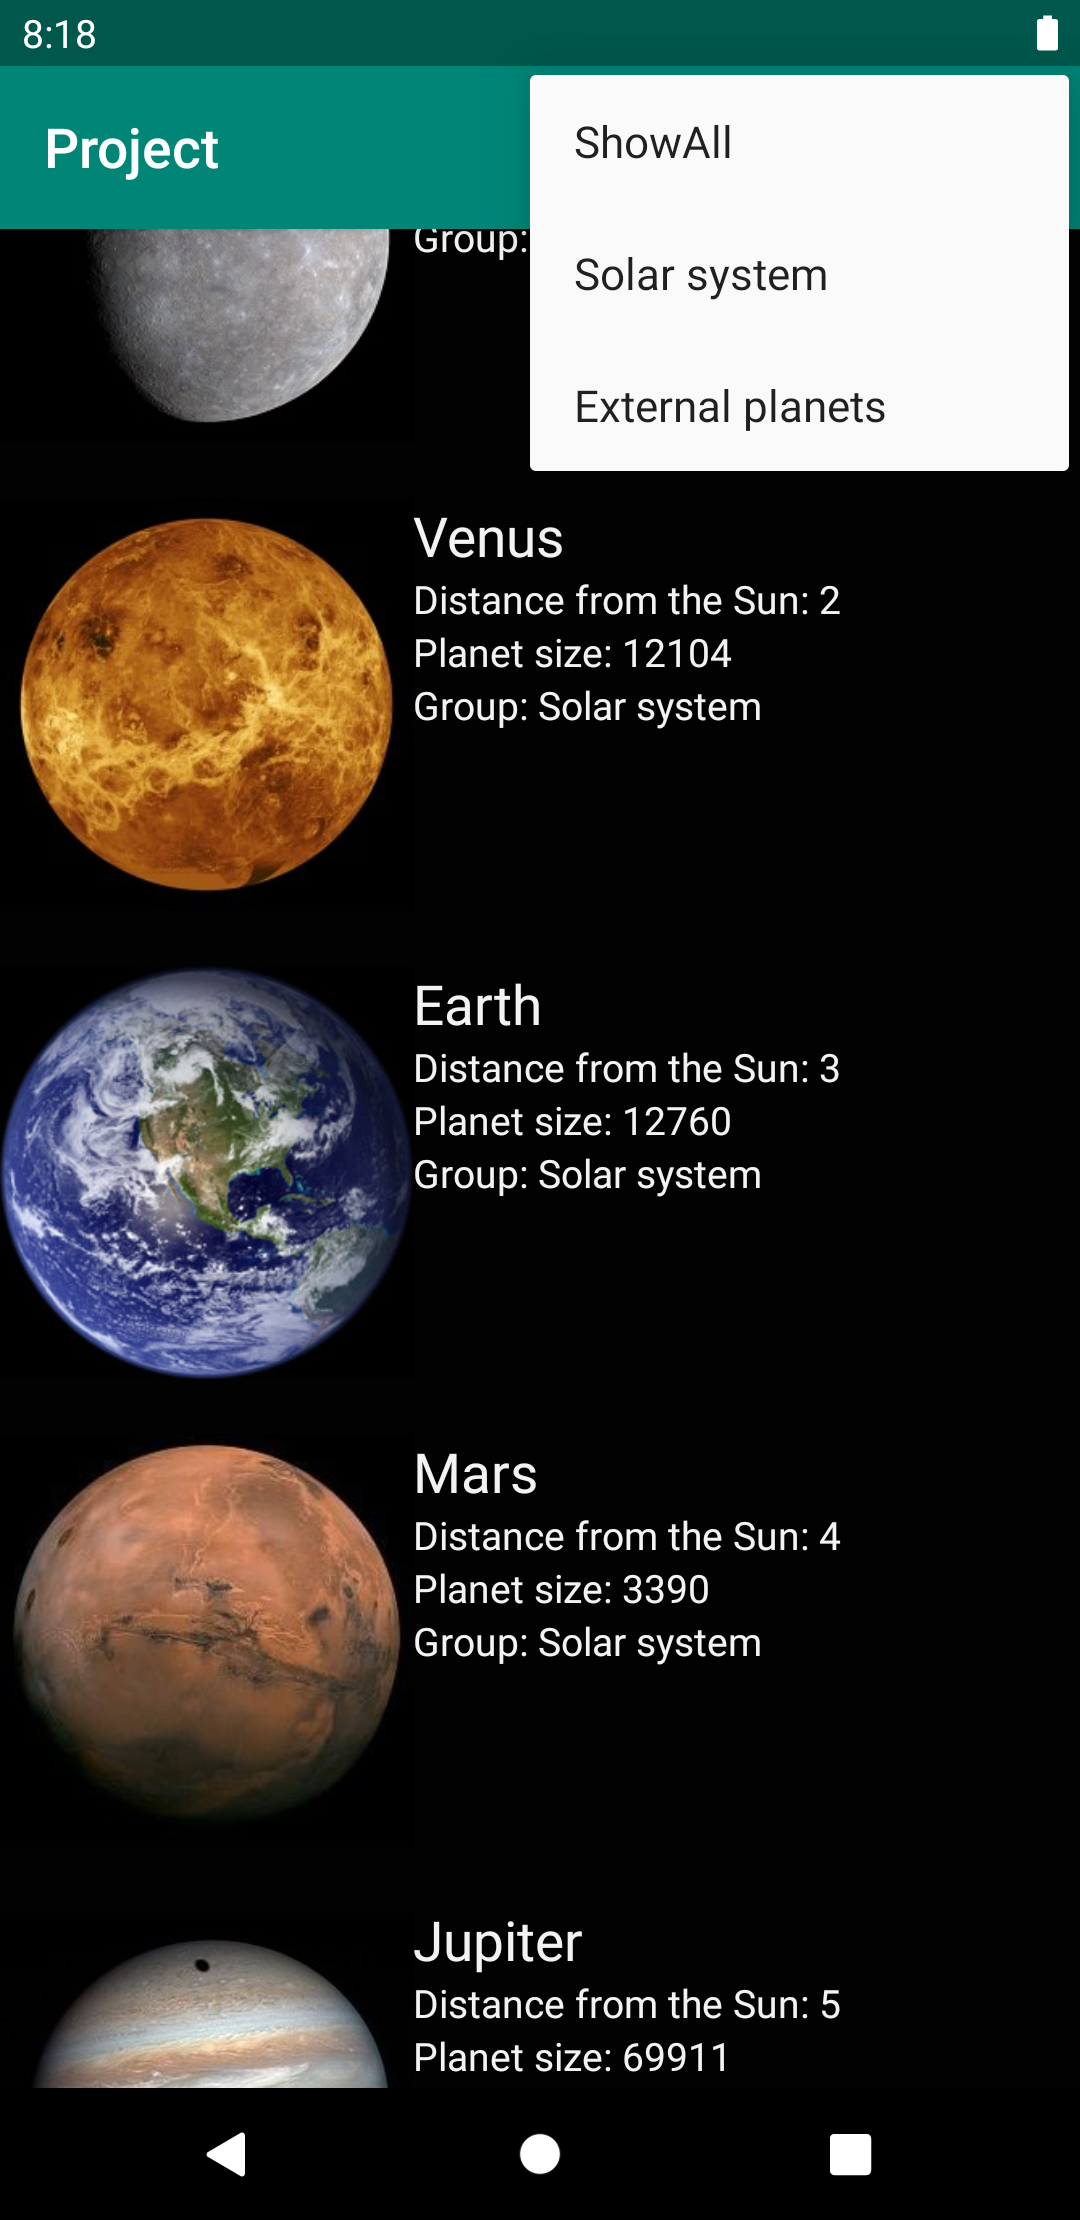 8:18
Project
ShowAll
Solar system
External planets
Group:
Venus
Distance from the Sun: 2
Planet size: 12104
Group: Solar system
Earth
Distance from the Sun: 3
Planet size: 12760
Group: Solar system
Mars
Distance from the Sun: 4
Planet size: 3390
Group: Solar system
Jupiter
Distance from the Sun: 5
Planet size: 69911